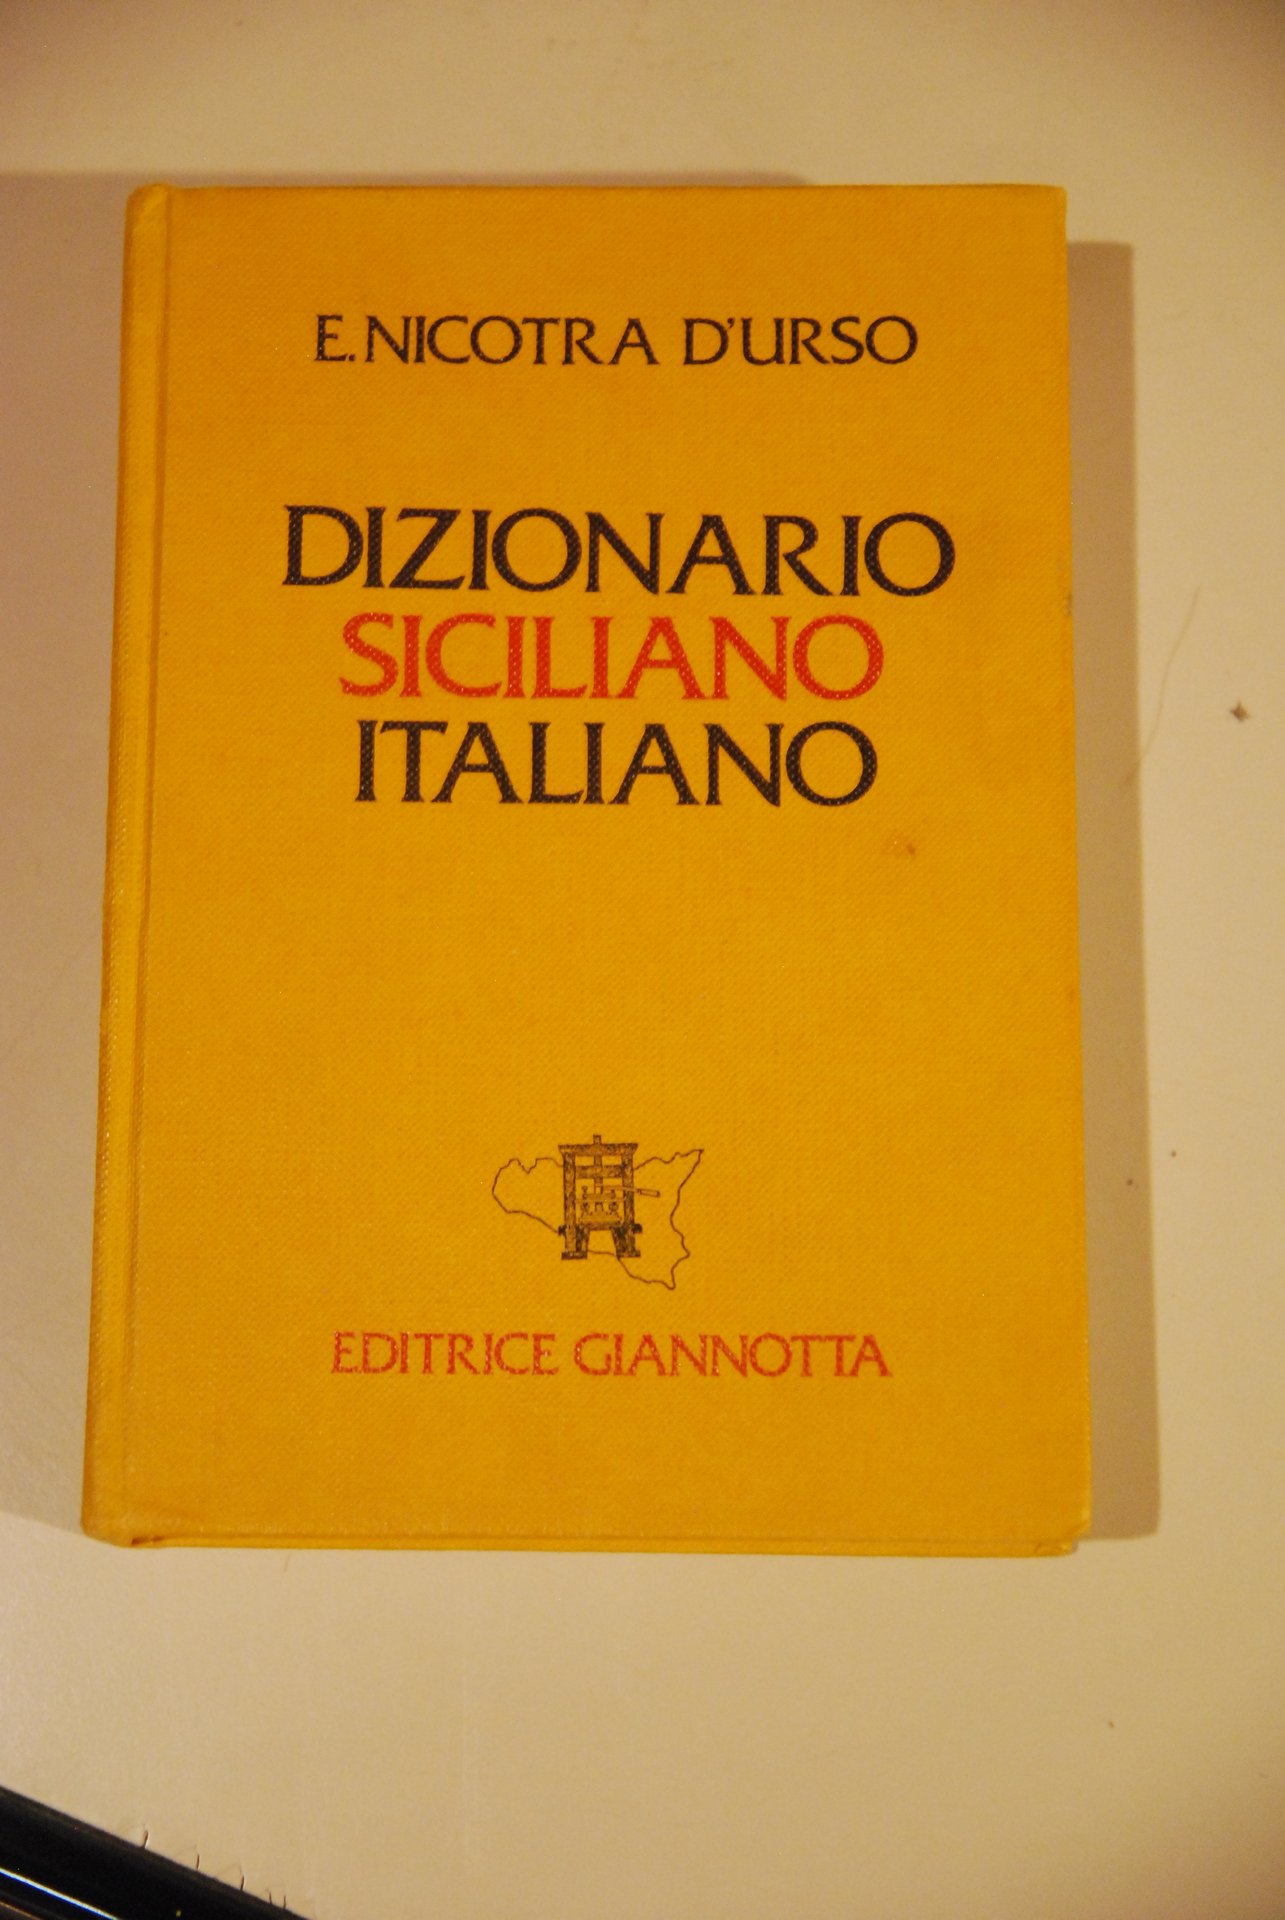 E. NICOTRA D'URSO
DIZIONARIO
SICILIANO
ITALIANO
EDITRICE GIANNOTTA